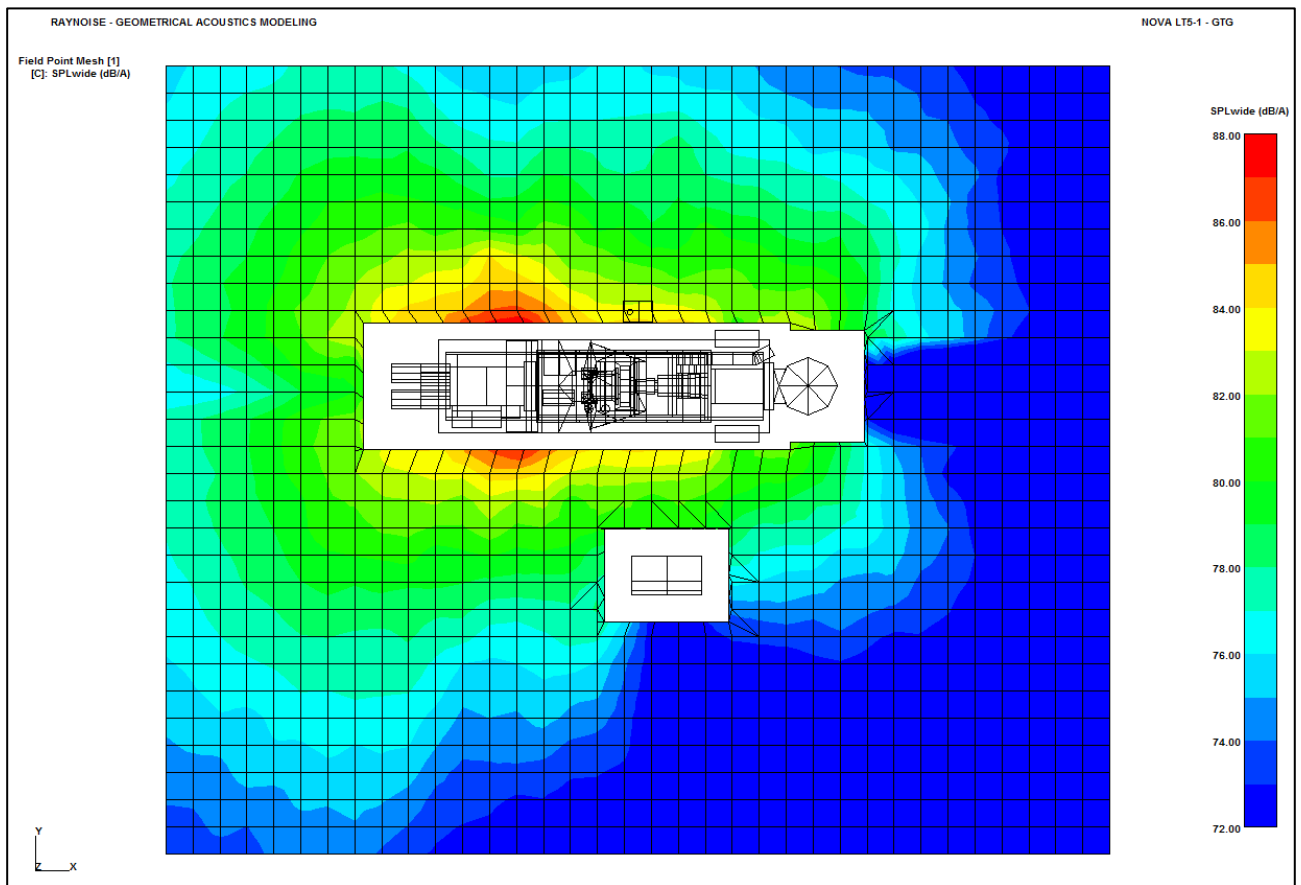 RAYNOISE - GEOMETRICAL ACOUSTICS MODELING
NOVA LT5-1 - GTG
Field Point Mesh [1]
[C]: SPLwide (dB/A)
SPLwide (dB/A)
88.00
86.00
84.00
82.00
80.00
78.00
76.00
74.00
72.00
Y
Z
X